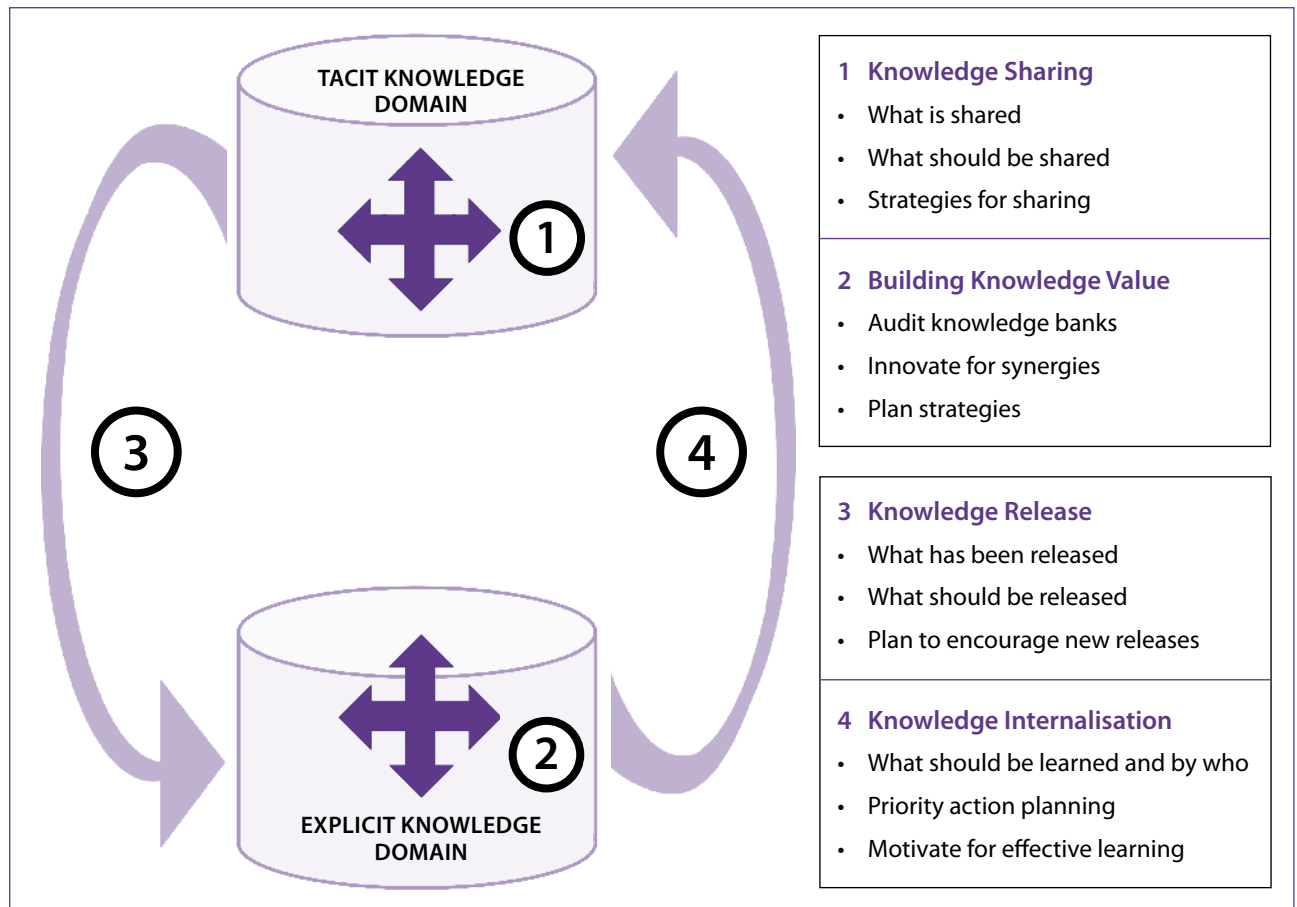 TACIT KNOWLEDGE
DOMAIN
1
3
4
2
EXPLICIT KNOWLEDGE
DOMAIN
1 Knowledge Sharing
• What is shared
• What should be shared
• Strategies for sharing
2 Building Knowledge Value
• Audit knowledge banks
• Innovate for synergies
• Plan strategies
3 Knowledge Release
• What has been released
• What should be released
• Plan to encourage new releases
4 Knowledge Internalisation
• What should be learned and by who
• Priority action planning
• Motivate for effective learning